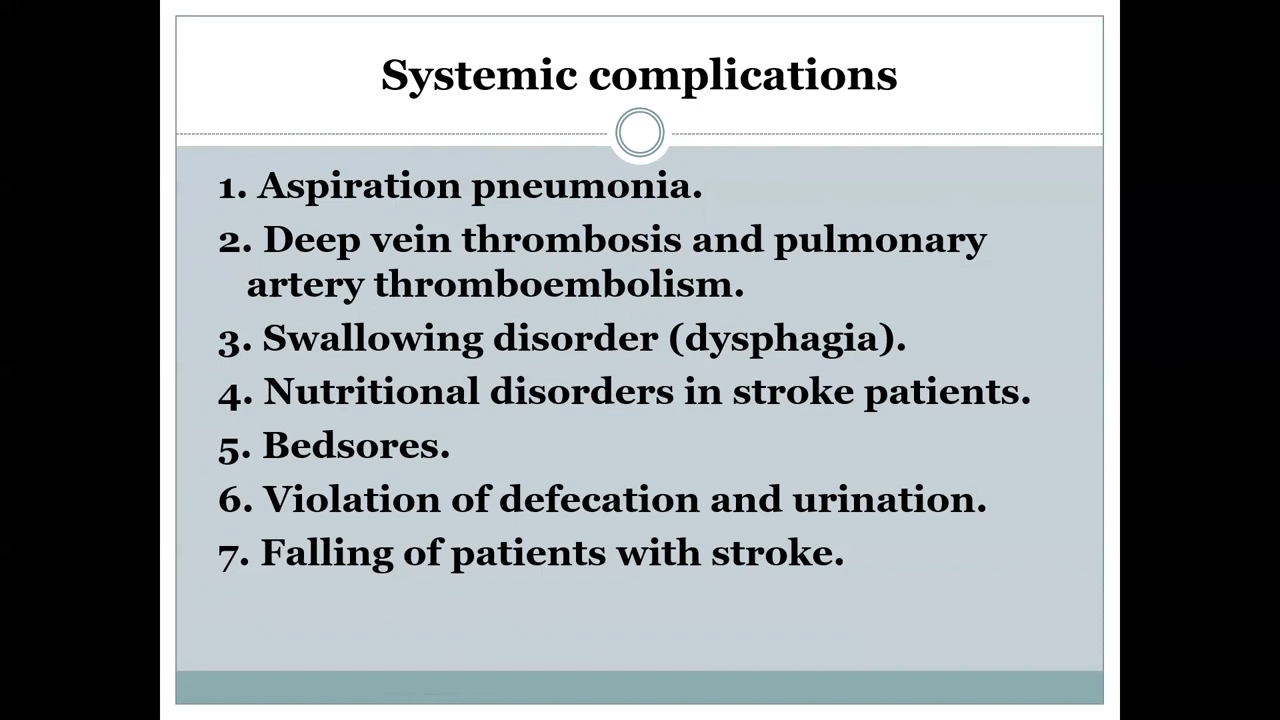 Systemic complications
1. Aspiration pneumonia.
2. Deep vein thrombosis and pulmonary
artery thromboembolism.
3. Swallowing disorder (dysphagia).
4. Nutritional disorders in stroke patients.
5. Bedsores.
6. Violation of defecation and urination.
7. Falling of patients with stroke.